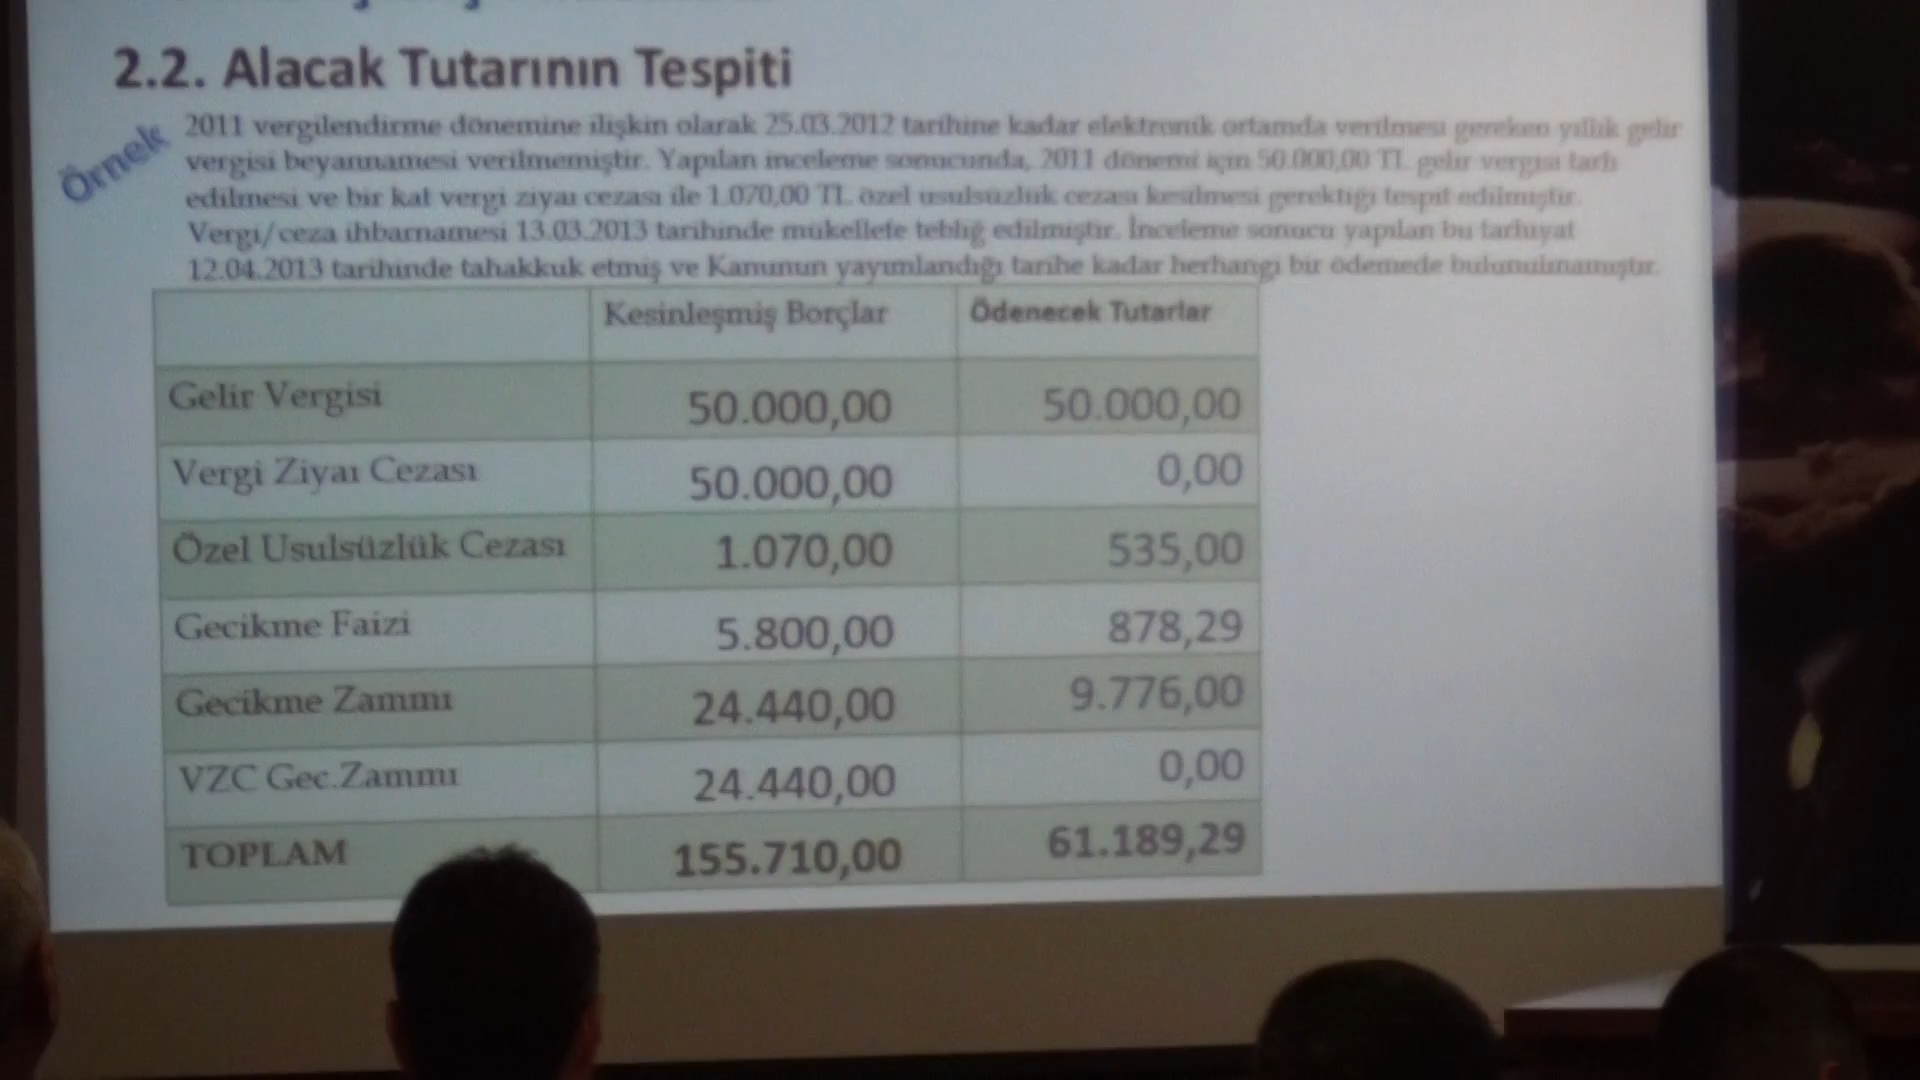 2.2. Alacak Tutarının Tespiti
Örnek
2011 vergilendirme dönemine ilişkin olarak 25.03.2012 tarihine kadar elektronik ortamda verilmesi gereken yıllık gelir
vergisi beyannamesi verilmemiştir. Yapılan inceleme sonucunda, 2011 dönemi için 50.000,00 TL gelir vergisi tarh
edilmesi ve bir kat vergi ziyaı cezası ile 1.070,00 TL özel usulsüzlük cezası kesilmesi gerektiği tespit edilmiştir.
Vergi/ceza ihbarnamesi 13.03.2013 tarihinde mükellefe tebliğ edilmiştir. İnceleme sonucu yapılan bu tarhiyat
12.04.2013 tarihinde tahakkuk etmiş ve Kanunun yayımlandığı tarihe kadar herhangi bir ödemede bulunulmamıştır.
Kesinleşmiş Borçlar Ödenecek Tutarlar
Gelir Vergisi 50.000,00 50.000,00
Vergi Ziyaı Cezası 50.000,00 0,00
Özel Usulsüzlük Cezası 1.070,00 535,00
Gecikme Faizi 5.800,00 878,29
Gecikme Zammı 24.440,00 9.776,00
VZC Gec.Zammı 24.440,00 0,00
TOPLAM 155.710,00 61.189,29